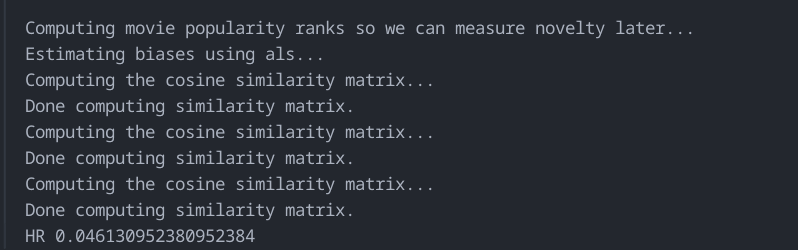 Computing movie popularity ranks so we can measure novelty later...
Estimating biases using als...
Computing the cosine similarity matrix...
Done computing similarity matrix.
Computing the cosine similarity matrix...
Done computing similarity matrix.
Computing the cosine similarity matrix...
Done computing similarity matrix.
HR 0.046130952380952384